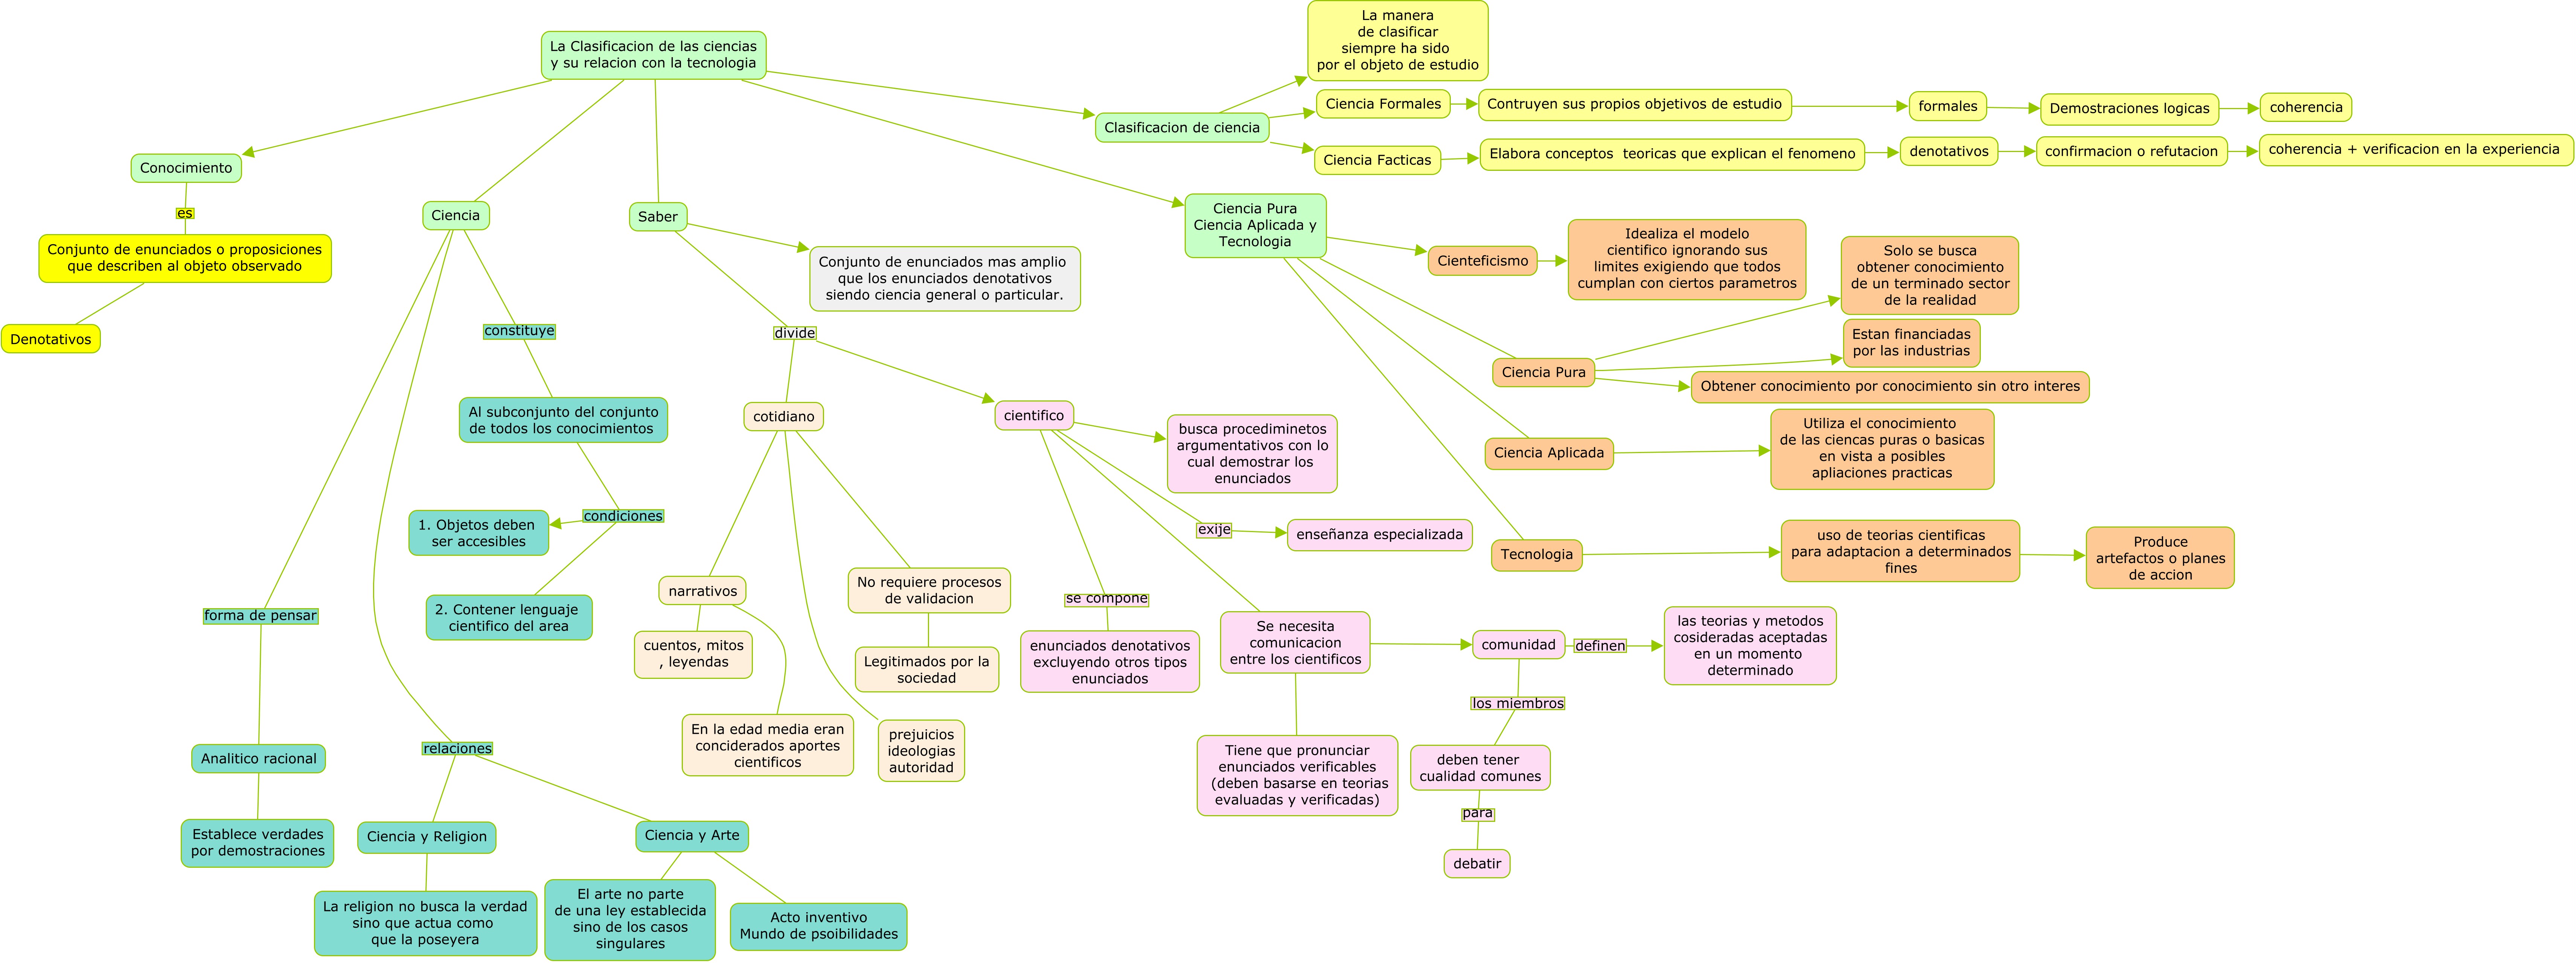 La Clasificacion de las ciencias
y su relacion con la tecnologia
Conocimiento
es
Conjunto de enunciados o proposiciones
que describen al objeto observado
Denotativos
Ciencia
forma de pensar
Analitico racional
Establece verdades
por demostraciones
constituye
Al subconjunto del conjunto
de todos los conocimientos
condiciones
1. Objetos deben
ser accesibles
2. Contener lenguaje
cientifico del area
relaciones
Ciencia y Religion
La religion no busca la verdad
sino que actua como
que la poseyera
Ciencia y Arte
El arte no parte
de una ley establecida
sino de los casos
singulares
Acto inventivo
Mundo de psoibilidades
Saber
Conjunto de enunciados mas amplio
que los enunciados denotativos
siendo ciencia general o particular.
divide
cotidiano
narrativos
cuentos, mitos
, leyendas
En la edad media eran
conciderados aportes
cientificos
prejuicios
ideologias
autoridad
No requiere procesos
de validacion
Legitimados por la
sociedad
cientifico
busca procediminetos
argumentativos con lo
cual demostrar los
enunciados
exije
enseñanza especializada
se compone
enunciados denotativos
excluyendo otros tipos
enunciados
Se necesita
comunicacion
entre los cientificos
Tiene que pronunciar
enunciados verificables
(deben basarse en teorias
evaluadas y verificadas)
comunidad
definen
las teorias y metodos
cosideradas aceptadas
en un momento
determinado
los miembros
deben tener
cualidad comunes
para
debatir
Clasificacion de ciencia
La manera
de clasificar
siempre ha sido
por el objeto de estudio
Ciencia Formales
Contruyen sus propios objetivos de estudio
formales
Demostraciones logicas
coherencia
Ciencia Facticas
Elabora conceptos  teoricas que explican el fenomeno
denotativos
confirmacion o refutacion
coherencia + verificacion en la experiencia
Ciencia Pura
Ciencia Aplicada y
Tecnologia
Cienteficismo
Idealiza el modelo
cientifico ignorando sus
limites exigiendo que todos
cumplan con ciertos parametros
Ciencia Pura
Solo se busca
obtener conocimiento
de un terminado sector
de la realidad
Estan financiadas
por las industrias
Obtener conocimiento por conocimiento sin otro interes
Ciencia Aplicada
Utiliza el conocimiento
de las ciencas puras o basicas
en vista a posibles
apliaciones practicas
Tecnologia
uso de teorias cientificas
para adaptacion a determinados
fines
Produce
artefactos o planes
de accion